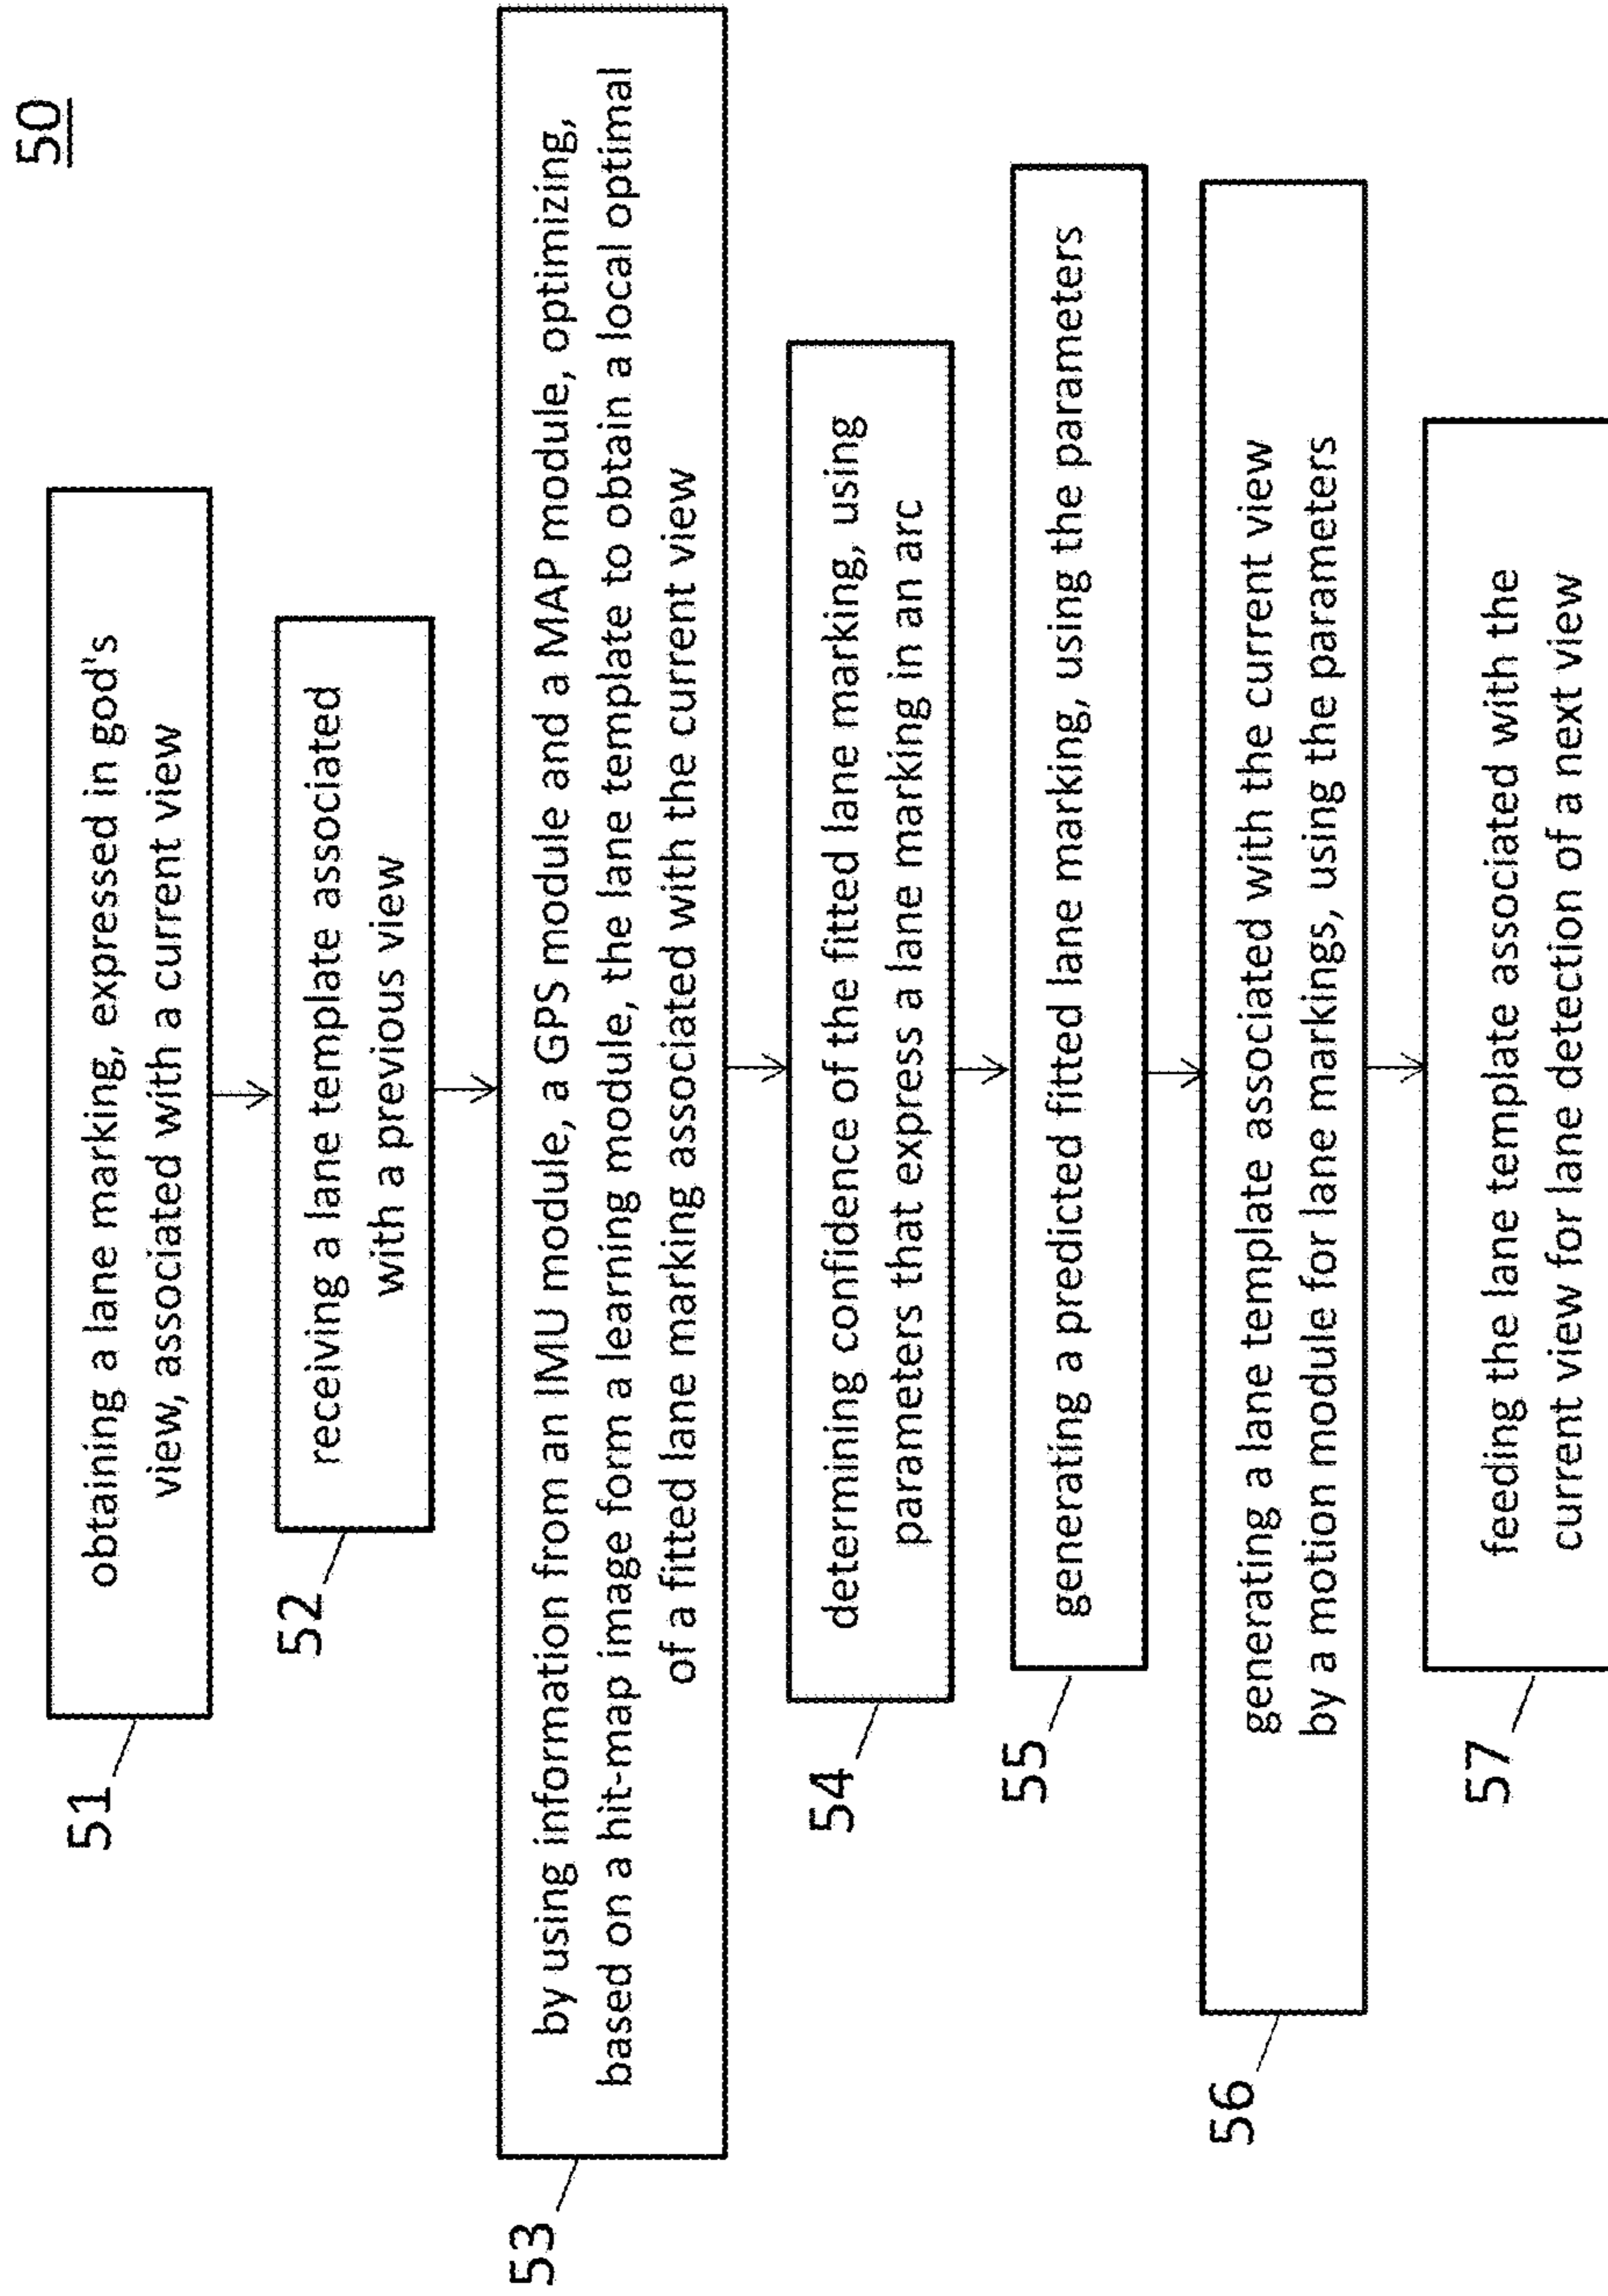 50
51
obtaining a lane marking, expressed in god's
view, associated with a current view
52
receiving a lane template associated
with a previous view
53
by using information from an IMU module, a GPS module and a MAP module, optimizing,
based on a hit-map image form a learning module, the lane template to obtain a local optimal
of a fitted lane marking associated with the current view
54
determining confidence of the fitted lane marking, using
parameters that express a lane marking in an arc
55
generating a predicted fitted lane marking, using the parameters
56
generating a lane template associated with the current view
by a motion module for lane markings, using the parameters
57
feeding the lane template associated with the
current view for lane detection of a next view